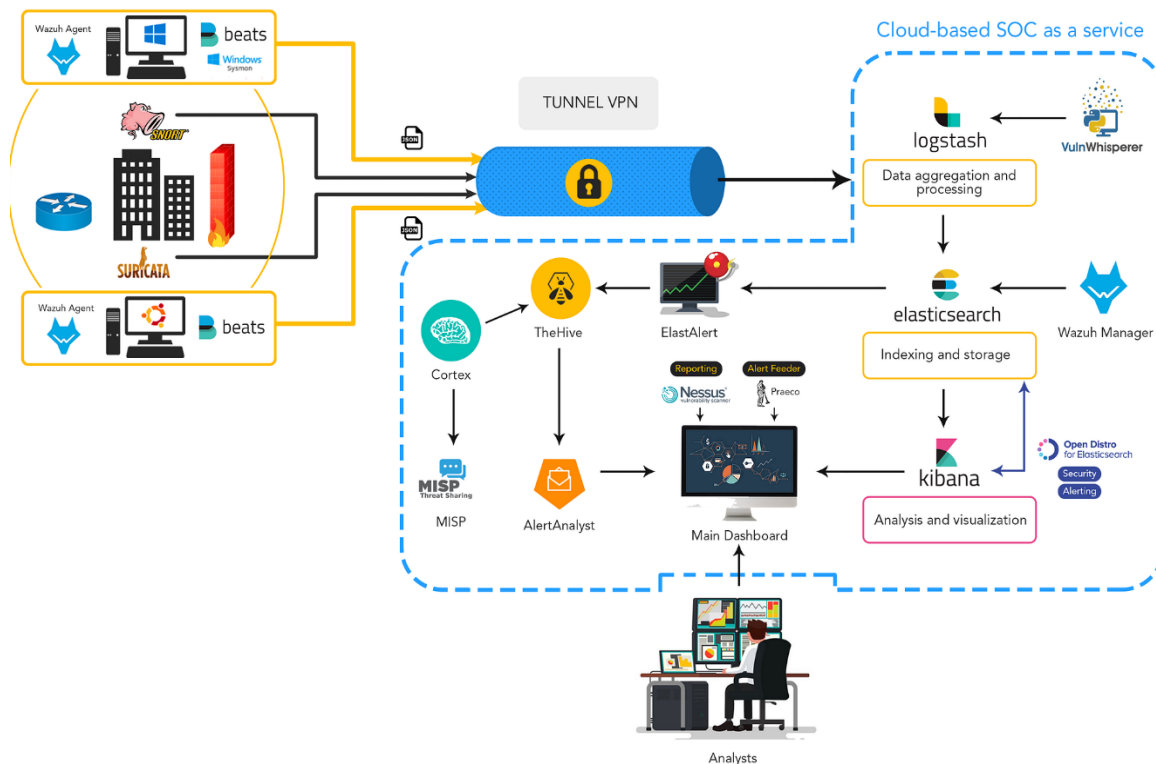 Wazuh Agent
beats
Windows
Sysmon
SNORT
SURICATA
Wazuh Agent
beats
JSON
JSON
TUNNEL VPN
Cloud-based SOC as a service
logstash
VulnWhisperer
Data aggregation and
processing
elasticsearch
Wazuh Manager
Indexing and storage
ElastAlert
TheHive
Cortex
Reporting
Alert Feeder
Nessus
vulnerability scanner
Praeco
Open Distro
for Elasticsearch
Security
Alerting
kibana
Analysis and visualization
MISP
Threat Sharing
MISP
AlertAnalyst
Main Dashboard
Analysts